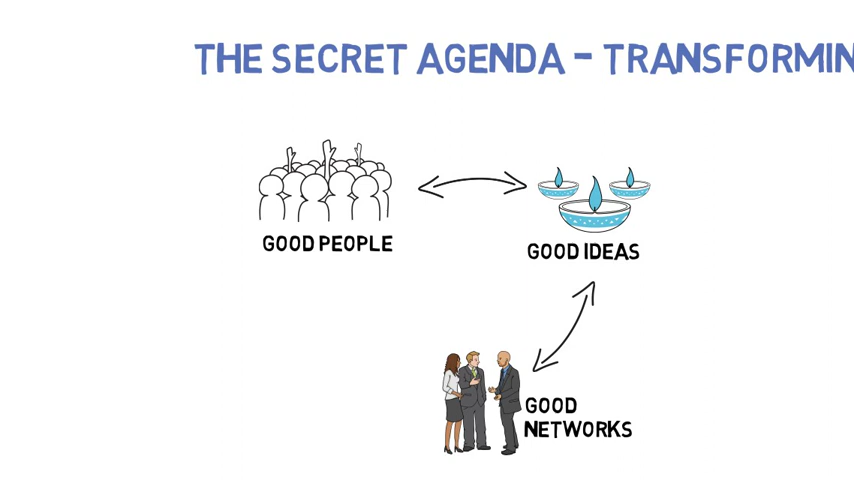 THE SECRET AGENDA – TRANSFORMIN
GOOD PEOPLE
GOOD IDEAS
GOOD
NETWORKS